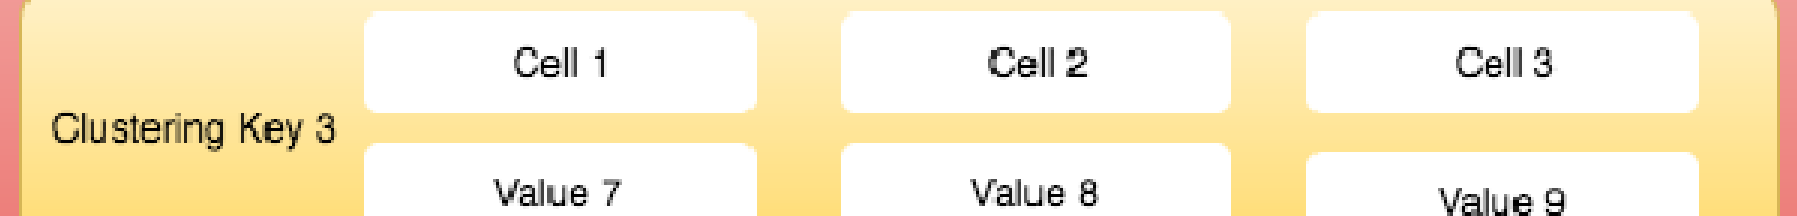 Cell 1 Cell 2 Cell 3
Clustering Key 3
Value 7 Value 8 Value 9